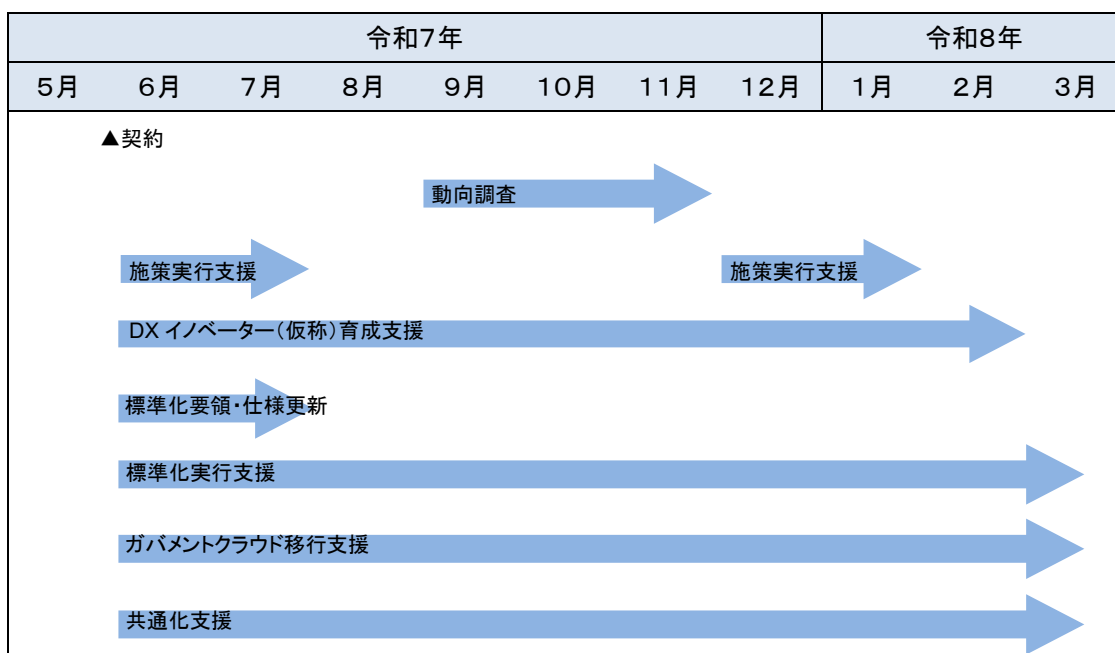 令和７年 令和８年
５月 ６月 ７月 ８月 ９月 １０月 １１月 １２月 １月 ２月 ３月
▲契約
動向調査
施策実行支援 施策実行支援
DX イノベーター（仮称）育成支援
標準化要領・仕様更新
標準化実行支援
ガバメントクラウド移行支援
共通化支援